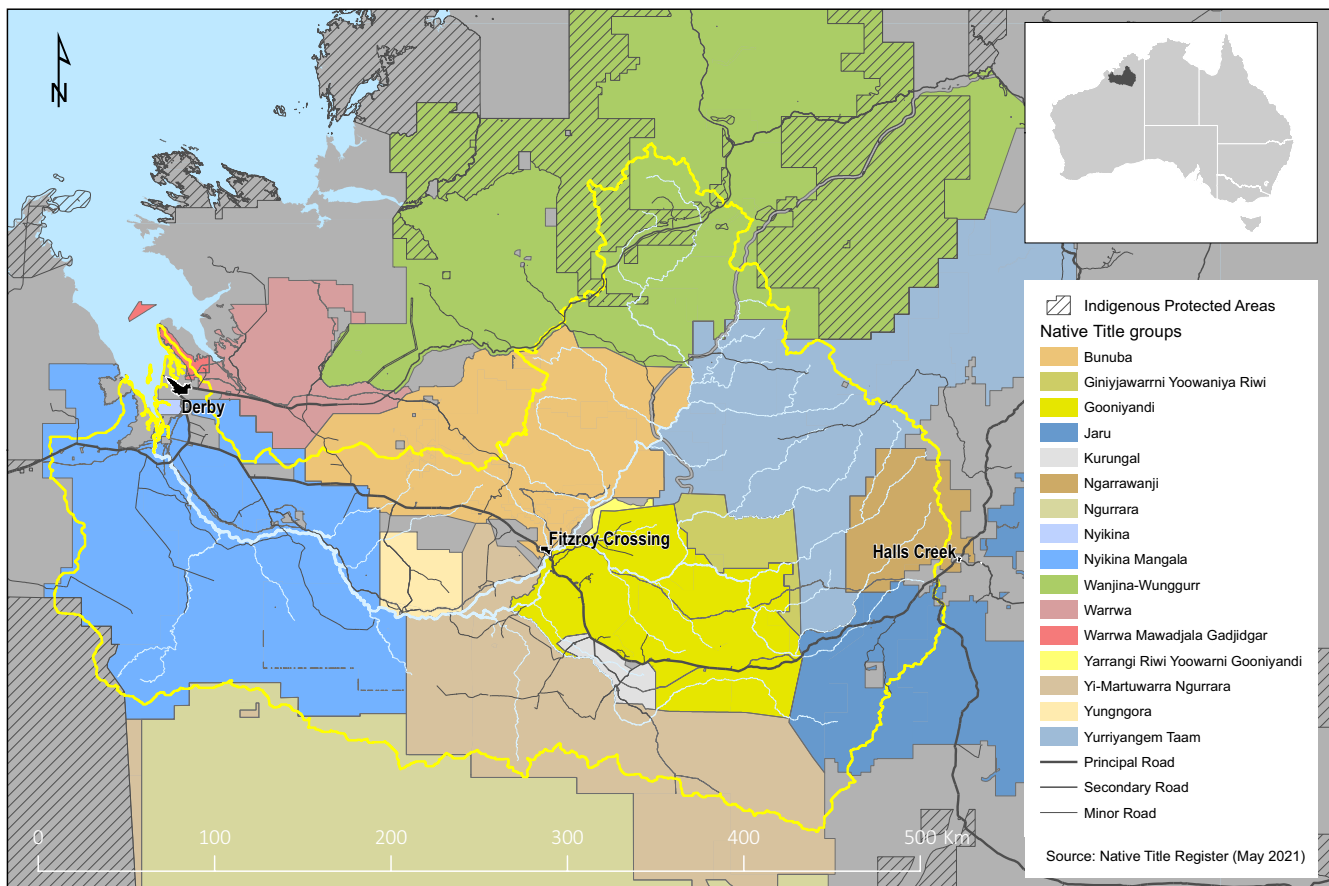 N
Derby
Fitzroy Crossing
Halls Creek
0 100 200 300 400 500 Km
Indigenous Protected Areas
Native Title groups
Bunuba
Giniyjawarrni Yoowaniya Riwi
Gooniyandi
Jaru
Kurungal
Ngarrawanji
Ngurrara
Nyikina
Nyikina Mangala
Wanjina-Wunggurr
Warrwa
Warrwa Mawadjala Gadjidgar
Yarrangi Riwi Yoowarni Gooniyandi
Yi-Martuwarra Ngurrara
Yungngora
Yurriyangem Taam
Principal Road
Secondary Road
Minor Road
Source: Native Title Register (May 2021)